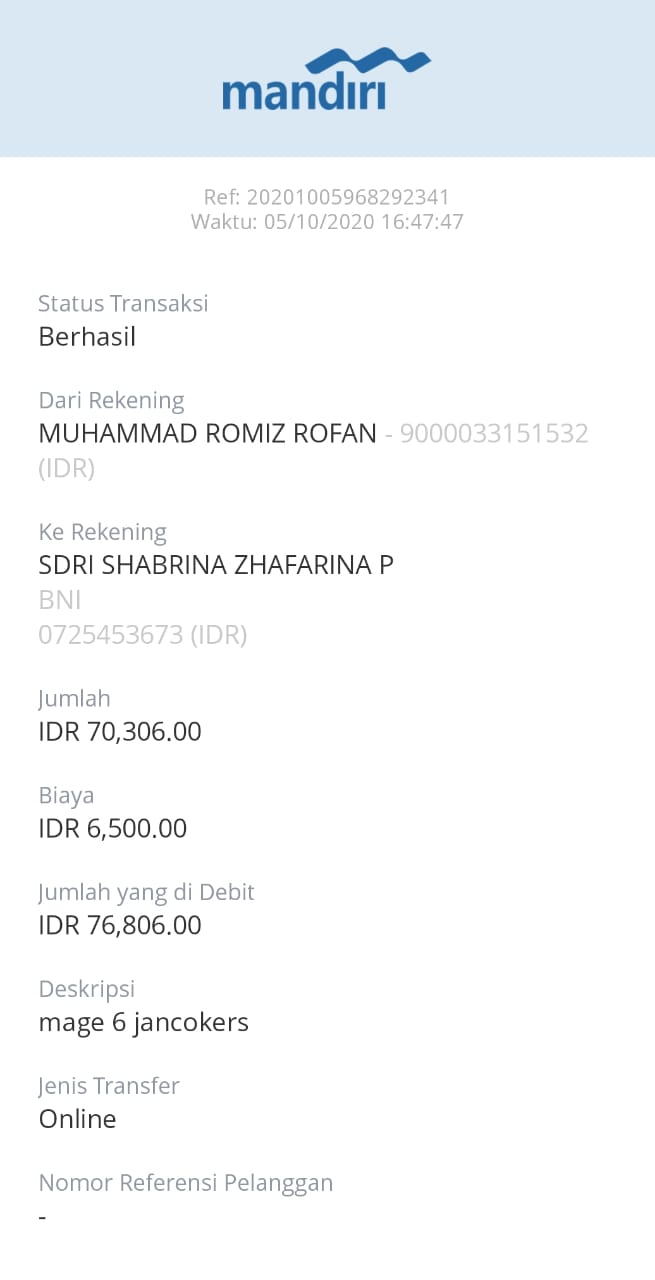 mandiri
Ref: 20201005968292341
Waktu: 05/10/2020 16:47:47
Status Transaksi
Berhasil
Dari Rekening
MUHAMMAD ROMIZ ROFAN - 9000033151532
(IDR)
Ke Rekening
SDRI SHABRINA ZHAFARINA P
BNI
0725453673 (IDR)
Jumlah
IDR 70,306.00
Biaya
IDR 6,500.00
Jumlah yang di Debit
IDR 76,806.00
Deskripsi
mage 6 jancokers
Jenis Transfer
Online
Nomor Referensi Pelanggan
-